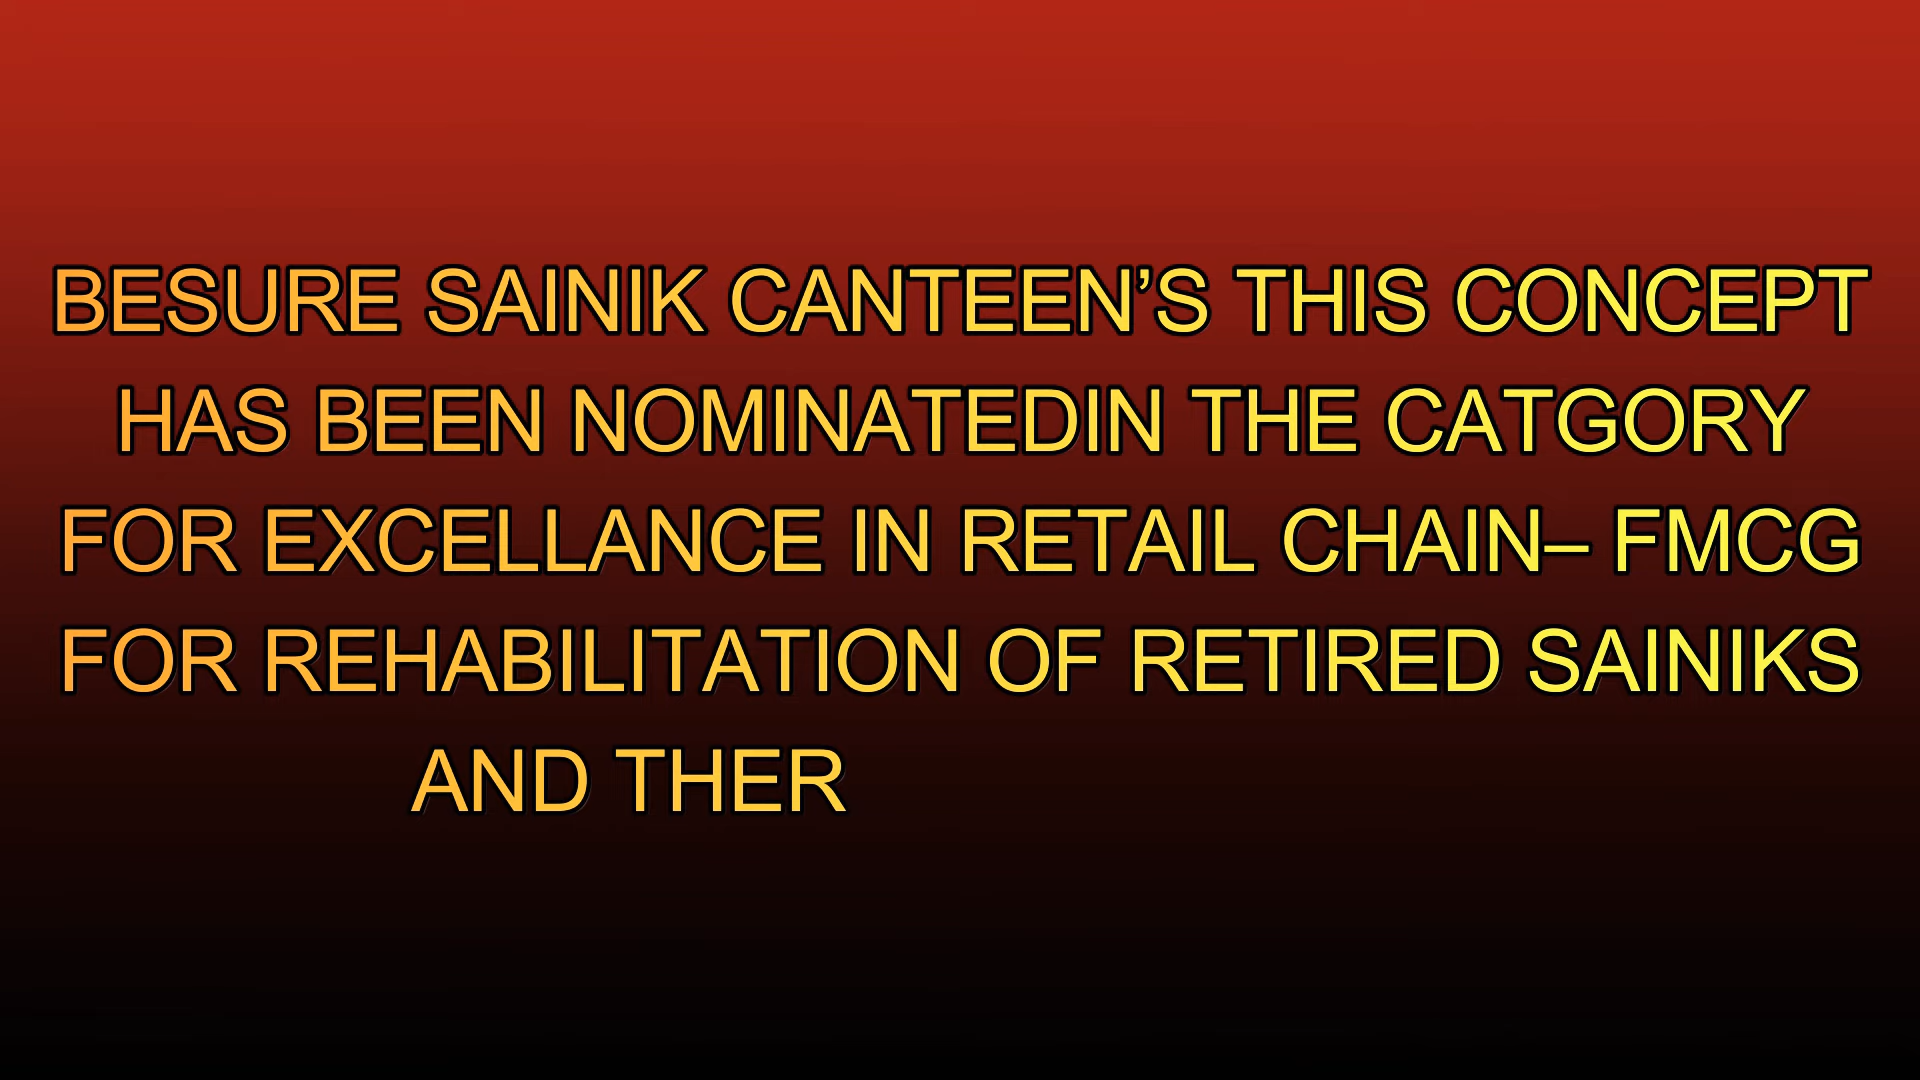 BESURE SAINIK CANTEEN’S THIS CONCEPT
HAS BEEN NOMINATEDIN THE CATGORY
FOR EXCELLANCE IN RETAIL CHAIN– FMCG
FOR REHABILITATION OF RETIRED SAINIKS
AND THER